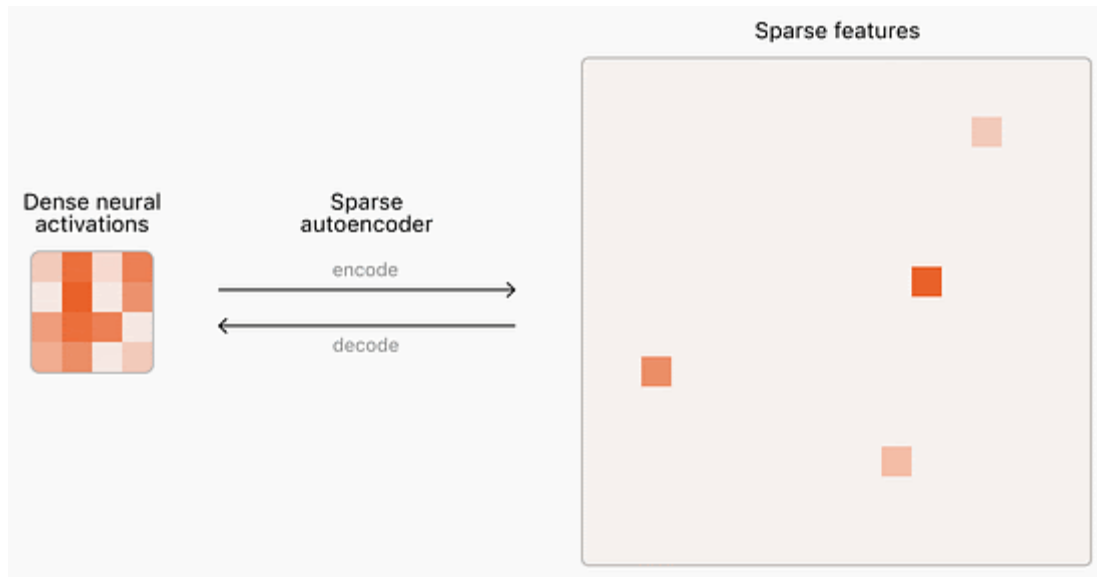 Sparse features
Dense neural
activations
Sparse
autoencoder
encode
decode